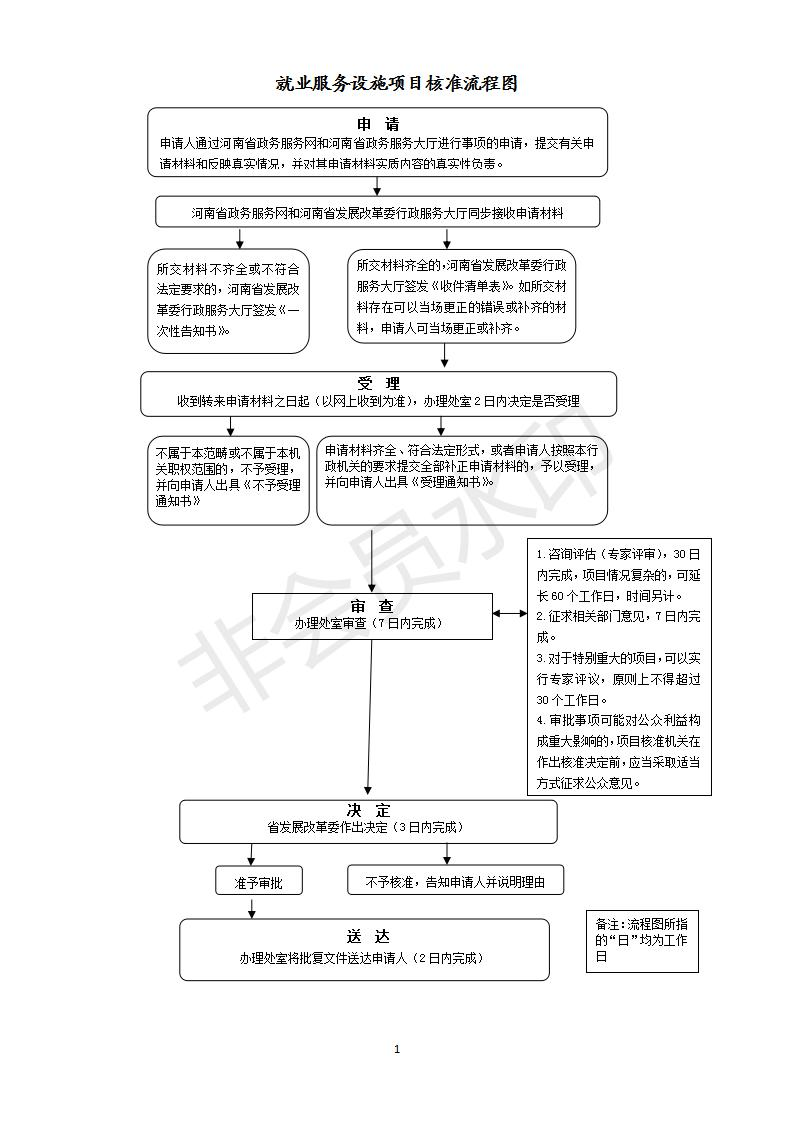 就业服务设施项目核准流程图
申 请
申请人通过河南省政务服务网和河南省政务服务大厅进行事项的申请，提交有关申
请材料和反映真实情况，并对其申请材料实质内容的真实性负责。
河南省政务服务网和河南省发展改革委行政服务大厅同步接收申请材料
所交材料不齐全或不符合
法定要求的，河南省发展改
革委行政服务大厅签发《一
次性告知书》。
所交材料齐全的，河南省发展改革委行政
服务大厅签发《收件清单表》。如所交材
料存在可以当场更正的错误或补齐的材
料，申请人可当场更正或补齐。
受 理
收到转来申请材料之日起（以网上收到为准），办理处室2日内决定是否受理
不属于本范畴或不属于本机
关职权范围的，不予受理，
并向申请人出具《不予受理
通知书》
申请材料齐全、符合法定形式，或者申请人按照本行
政机关的要求提交全部补正申请材料的，予以受理，
并向申请人出具《受理通知书》。
1.咨询评估（专家评审），30日
内完成，项目情况复杂的，可延
长60个工作日，时间另计。
2.征求相关部门意见，7日内完
成。
3.对于特别重大的项目，可以实
行专家评议，原则上不得超过
30个工作日。
4.审批事项可能对公众利益构
成重大影响的，项目核准机关在
作出核准决定前，应当采取适当
方式征求公众意见。
审 查
办理处室审查（7日内完成）
决 定
省发展改革委作出决定（3日内完成）
准予审批
不予核准，告知申请人并说明理由
送 达
办理处室将批复文件送达申请人（2日内完成）
备注：流程图所指
的“日”均为工作
日
非会员水印
1